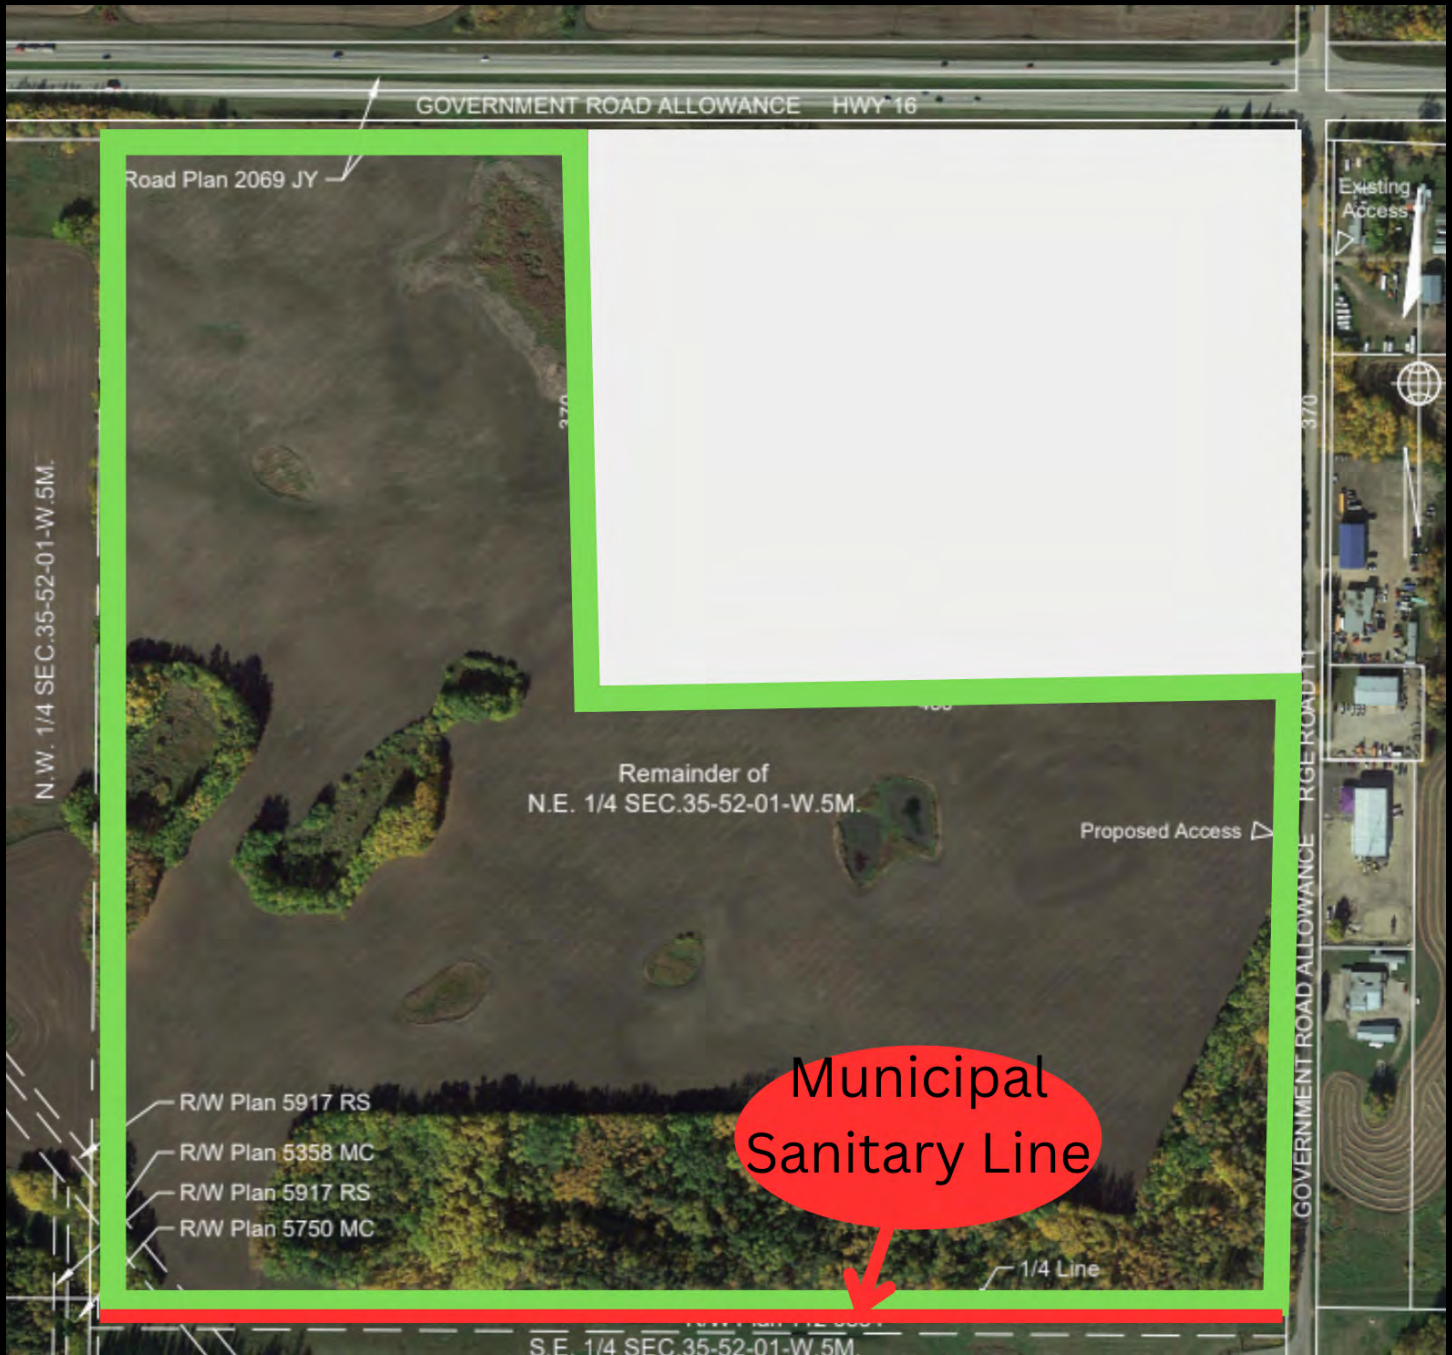 GOVERNMENT ROAD ALLOWANCE HWY 16
Road Plan 2069 JY
Existing
Access
370
370
N.W. 1/4 SEC.35-52-01-W.5M.
Remainder of
N.E. 1/4 SEC.35-52-01-W.5M.
Proposed Access
GOVERNMENT ROAD ALLOWANCE RGE ROAD 11
Municipal
Sanitary Line
R/W Plan 5917 RS
R/W Plan 5358 MC
R/W Plan 5917 RS
R/W Plan 5750 MC
1/4 Line
S.E. 1/4 SEC.35-52-01-W.5M.